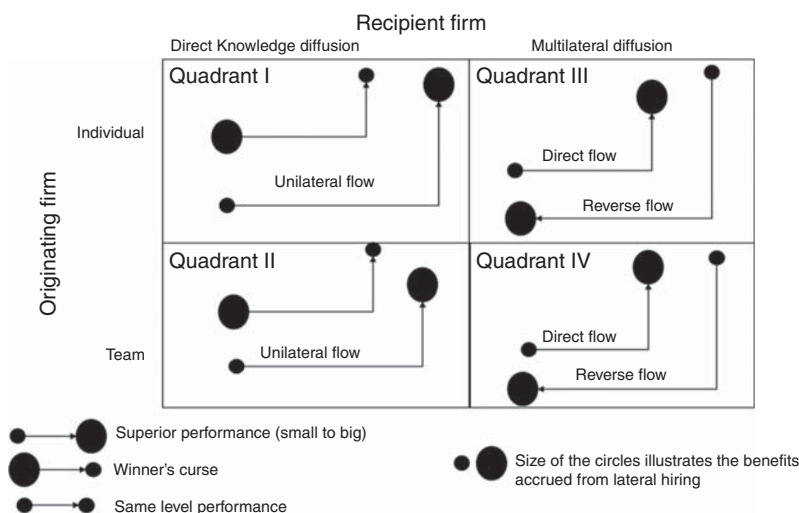 Recipient firm
Direct Knowledge diffusion
Multilateral diffusion
Originating firm
Individual
Team
Quadrant I
Unilateral flow
Quadrant III
Direct flow
Reverse flow
Quadrant II
Unilateral flow
Quadrant IV
Direct flow
Reverse flow
Superior performance (small to big)
Winner's curse
Same level performance
Size of the circles illustrates the benefits
accrued from lateral hiring